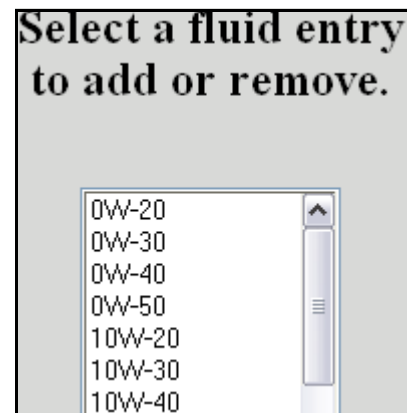 Select a fluid entry
to add or remove.
0W-20
0W-30
0W-40
0W-50
10W-20
10W-30
10W-40